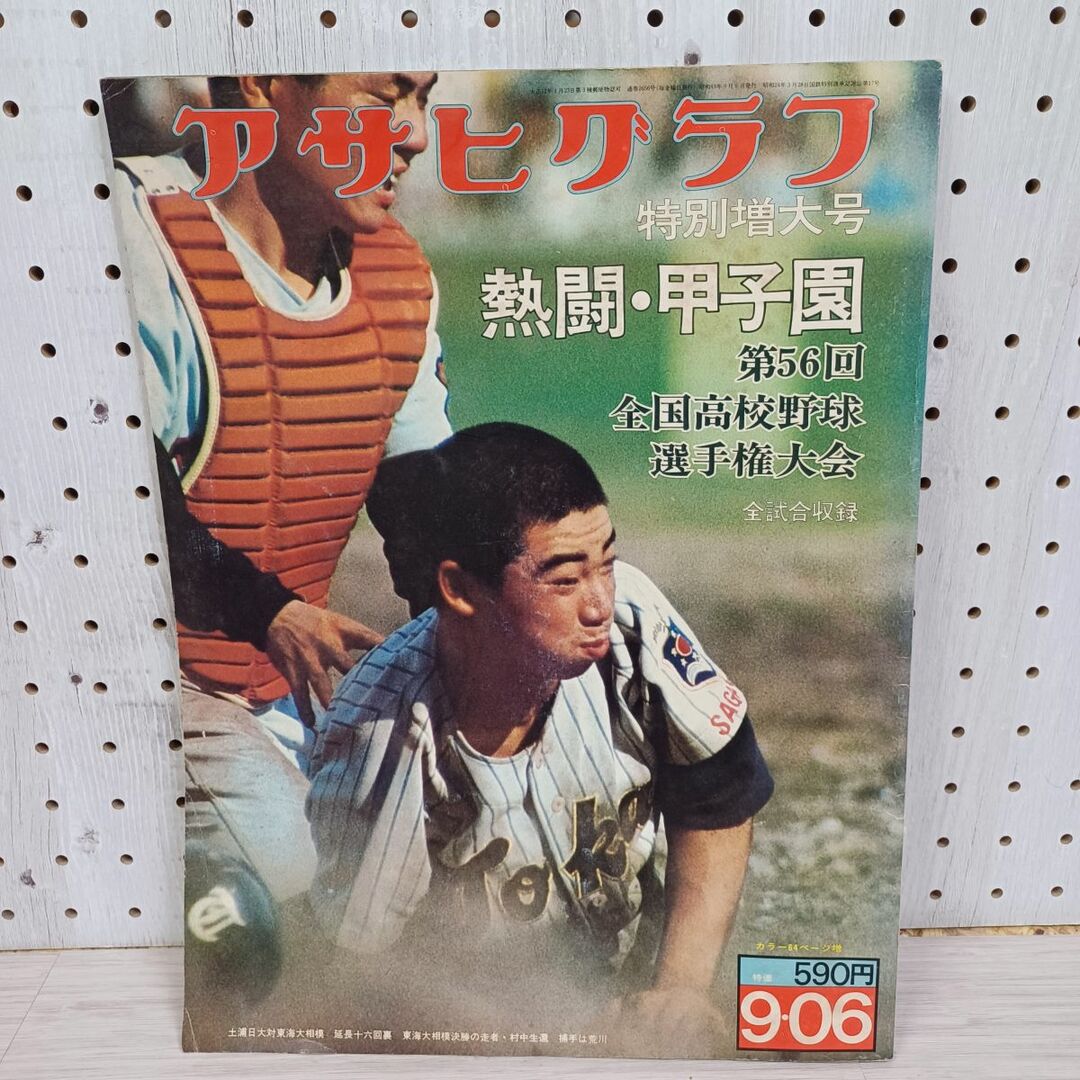 アサヒグラフ
特別増大号
熱闘・甲子園
第56回
全国高校野球
選手権大会
全試合収録
SAG
Toka
カラー64ページ増
特価 590円
9・06
土浦日大対東海大相模 延長十六回裏 東海大相模決勝の走者、村中生還 捕手は荒川